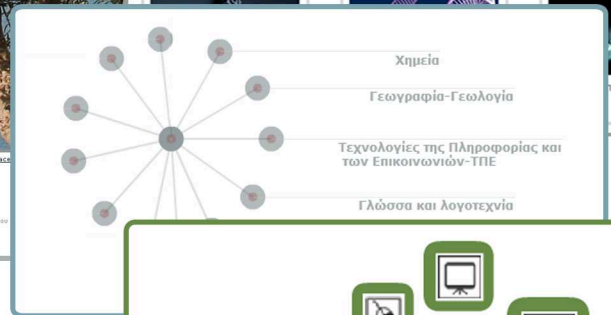 Χημεία
Γεωγραφία-Γεωλογία
Τεχνολογίες της Πληροφορίας και
των Επικοινωνιών-ΤΠΕ
Γλώσσα και λογοτεχνία